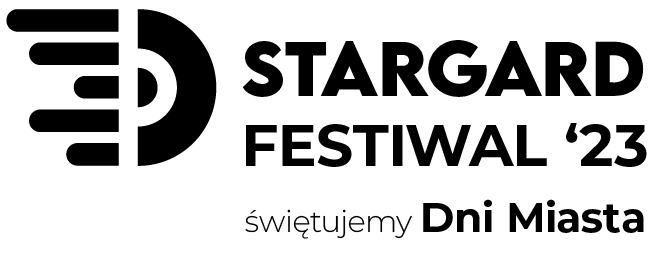 STARGARD
FESTIWAL ‘23
świętujemy Dni Miasta